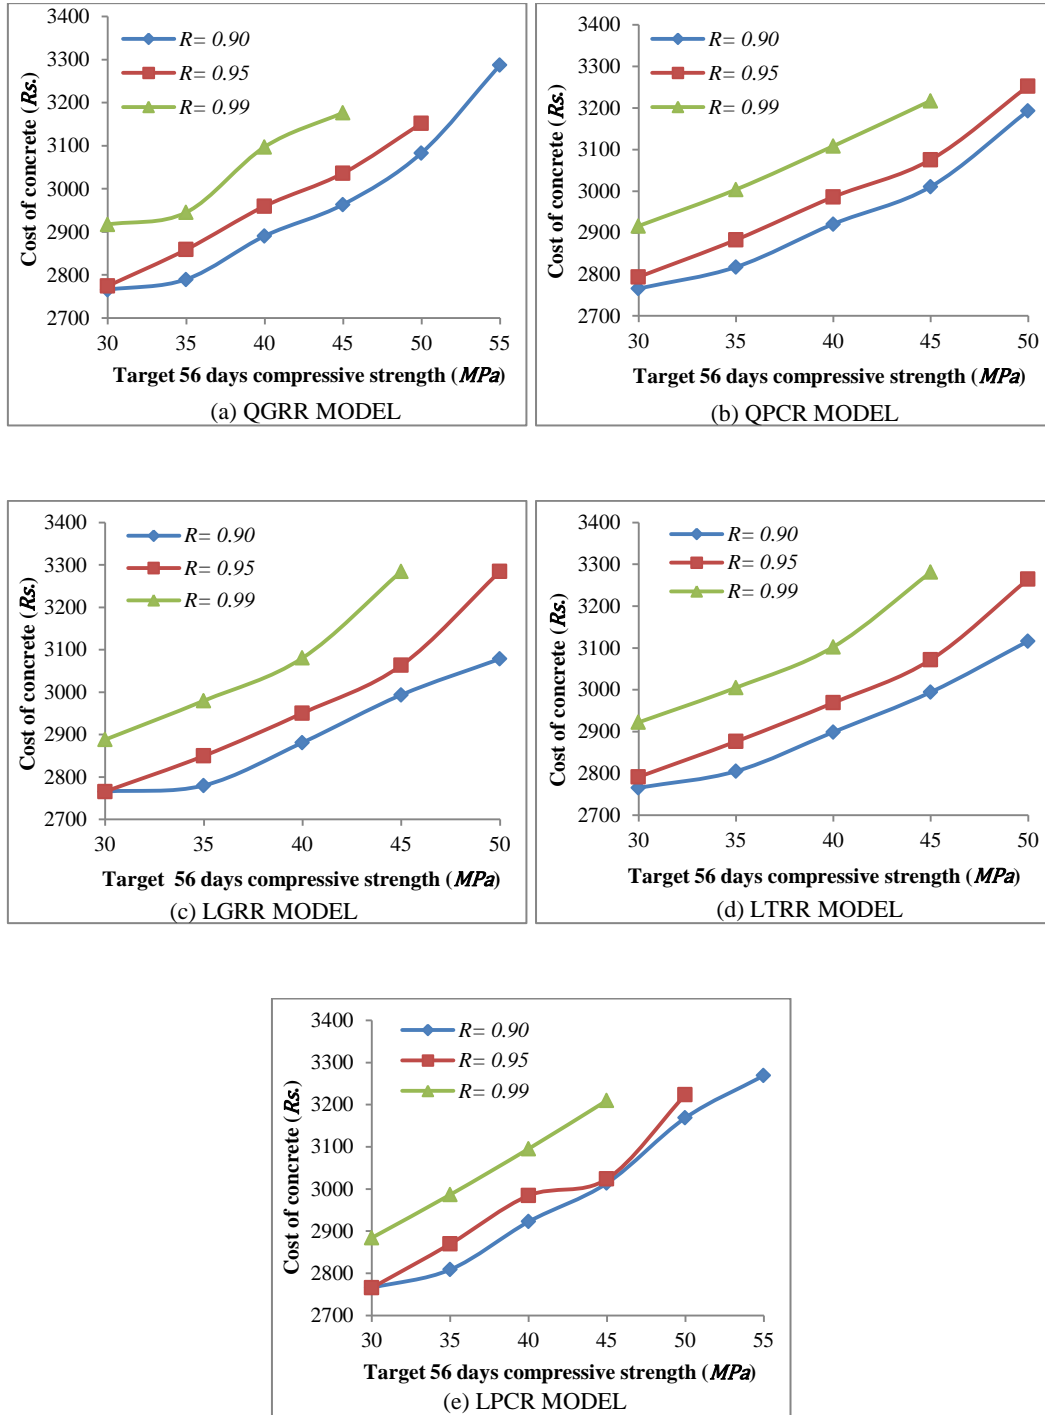 3400
3300
3200
3100
3000
2900
2800
2700
30 35 40 45 50 55
Cost of concrete (Rs.)
R= 0.90
R= 0.95
R= 0.99
Target 56 days compressive strength (MPa)
(a) QGRR MODEL
3400
3300
3200
3100
3000
2900
2800
2700
30 35 40 45 50
Cost of concrete (Rs.)
R= 0.90
R= 0.95
R= 0.99
Target 56 days compressive strength (MPa)
(b) QPCR MODEL
3400
3300
3200
3100
3000
2900
2800
2700
30 35 40 45 50
Cost of concrete (Rs.)
R= 0.90
R= 0.95
R= 0.99
Target 56 days compressive strength (MPa)
(c) LGRR MODEL
3400
3300
3200
3100
3000
2900
2800
2700
30 35 40 45 50
Cost of concrete (Rs.)
R= 0.90
R= 0.95
R= 0.99
Target 56 days compressive strength (MPa)
(d) LTRR MODEL
3400
3300
3200
3100
3000
2900
2800
2700
30 35 40 45 50 55
Cost of concrete (Rs.)
R= 0.90
R= 0.95
R= 0.99
Target 56 days compressive strength (MPa)
(e) LPCR MODEL